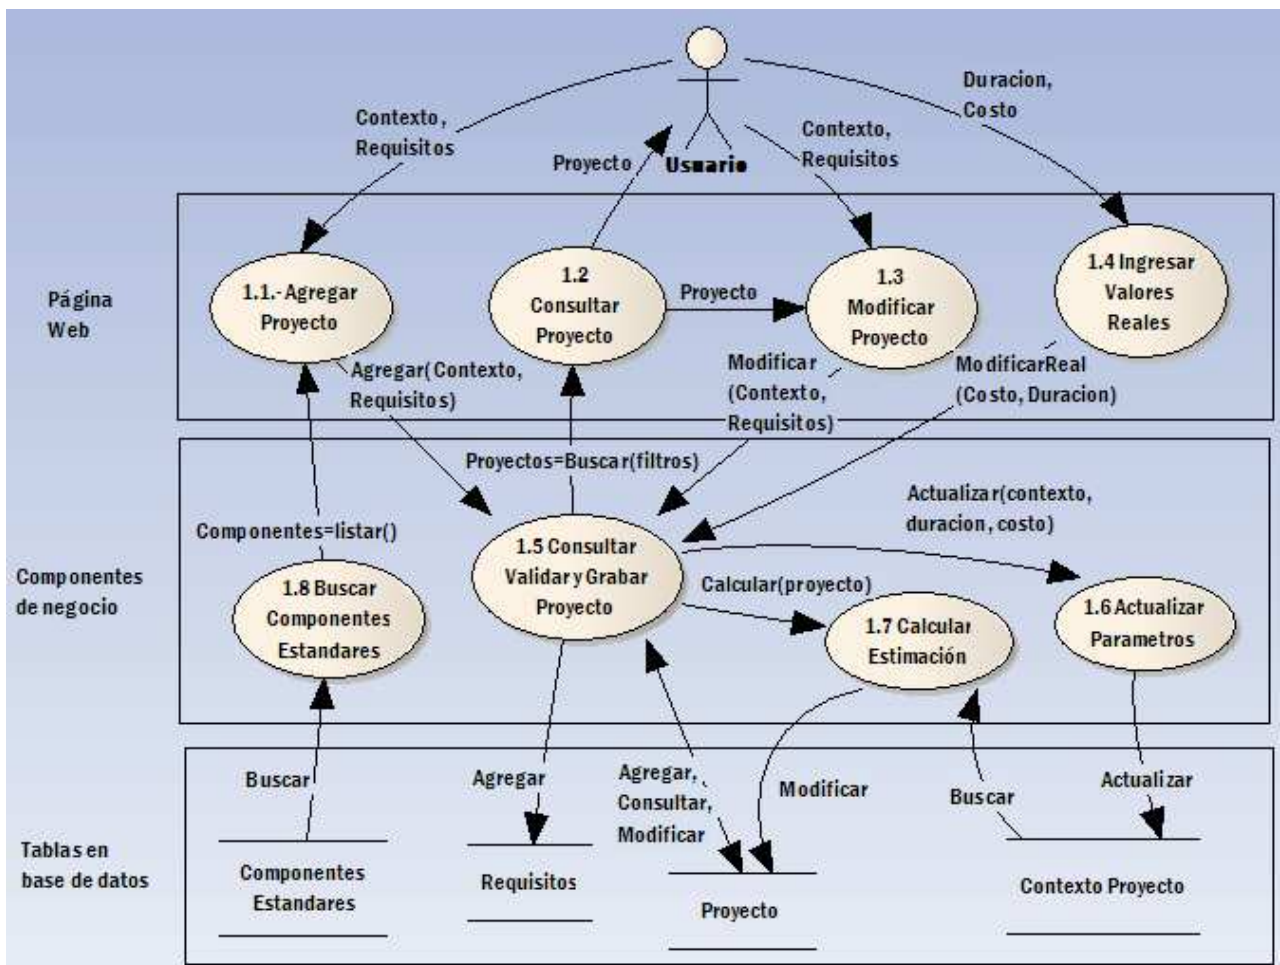 Duracion,
Costo
Contexto,
Requisitos
Contexto,
Requisitos
Proyecto
Usuario
Página
Web
1.1.- Agregar
Proyecto
1.2
Consultar
Proyecto
Proyecto
1.3
Modificar
Proyecto
1.4 Ingresar
Valores
Reales
Agregar(Contexto,
Requisitos)
Modificar
(Contexto,
Requisitos)
ModificarReal
(Costo, Duracion)
Proyectos=Buscar(filtros)
Componentes
de negocio
Componentes=listar()
1.8 Buscar
Componentes
Estandares
1.5 Consultar
Validar y Grabar
Proyecto
Actualizar(contexto,
duracion, costo)
Calcular(proyecto)
1.7 Calcular
Estimación
1.6 Actualizar
Parametros
Buscar
Agregar
Agregar,
Consultar,
Modificar
Modificar
Buscar
Actualizar
Tablas en
base de datos
Componentes
Estandares
Requisitos
Proyecto
Contexto Proyecto